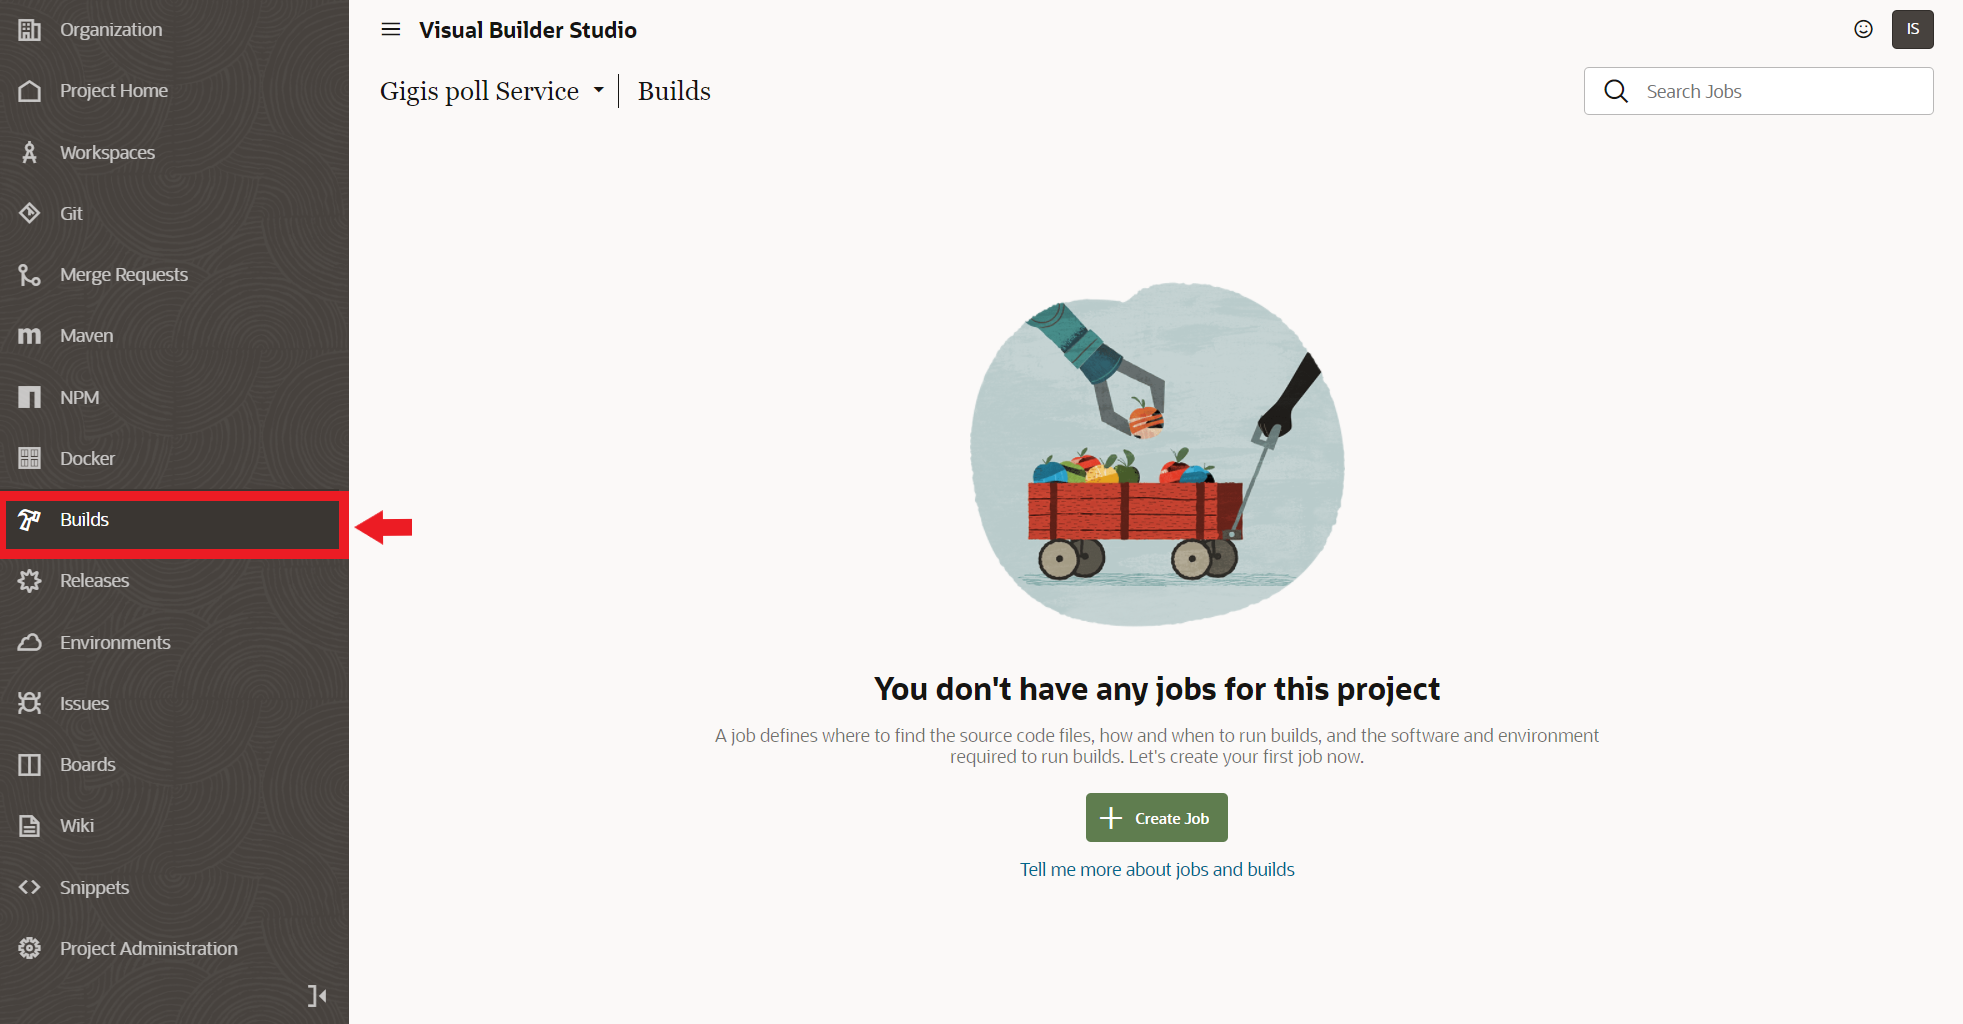 Organization
Project Home
Workspaces
Git
Merge Requests
Maven
NPM
Docker
Builds
Releases
Environments
Issues
Boards
Wiki
Snippets
Project Administration
Visual Builder Studio
IS
Gigis poll Service
Builds
Search Jobs
You don't have any jobs for this project
A job defines where to find the source code files, how and when to run builds, and the software and environment
required to run builds. Let's create your first job now.
Create Job
Tell me more about jobs and builds